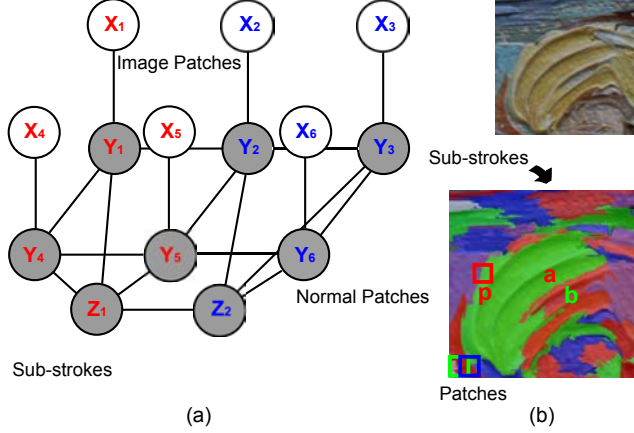 X1
X2
X3
Image Patches
X4
Y1
X5
Y2
X6
Y3
Sub-strokes
Y4
Y5
Y6
a
p
b
Z1
Z2
Normal Patches
Sub-strokes
Patches
(a)
(b)